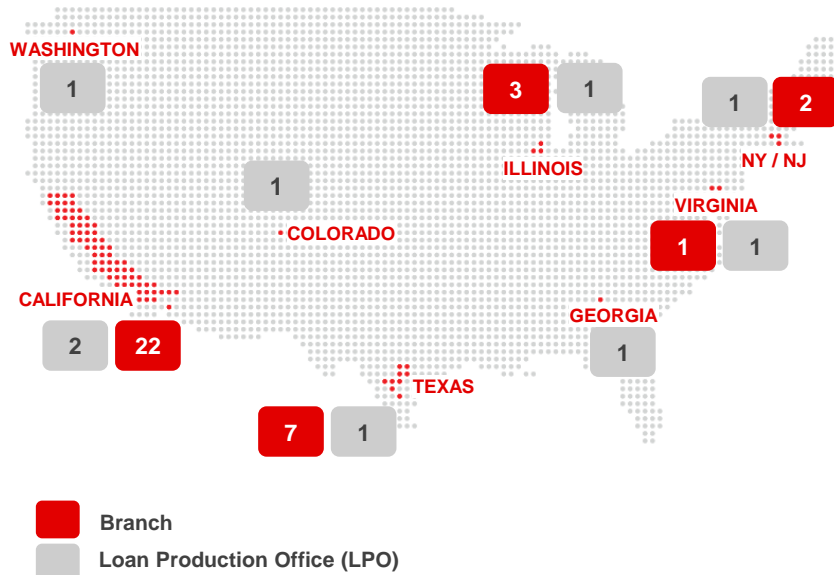 WASHINGTON
1
3 1
ILLINOIS
1 2
NY / NJ
1
COLORADO
VIRGINIA
1 1
CALIFORNIA
2 22
GEORGIA
1
TEXAS
7 1
Branch
Loan Production Office (LPO)